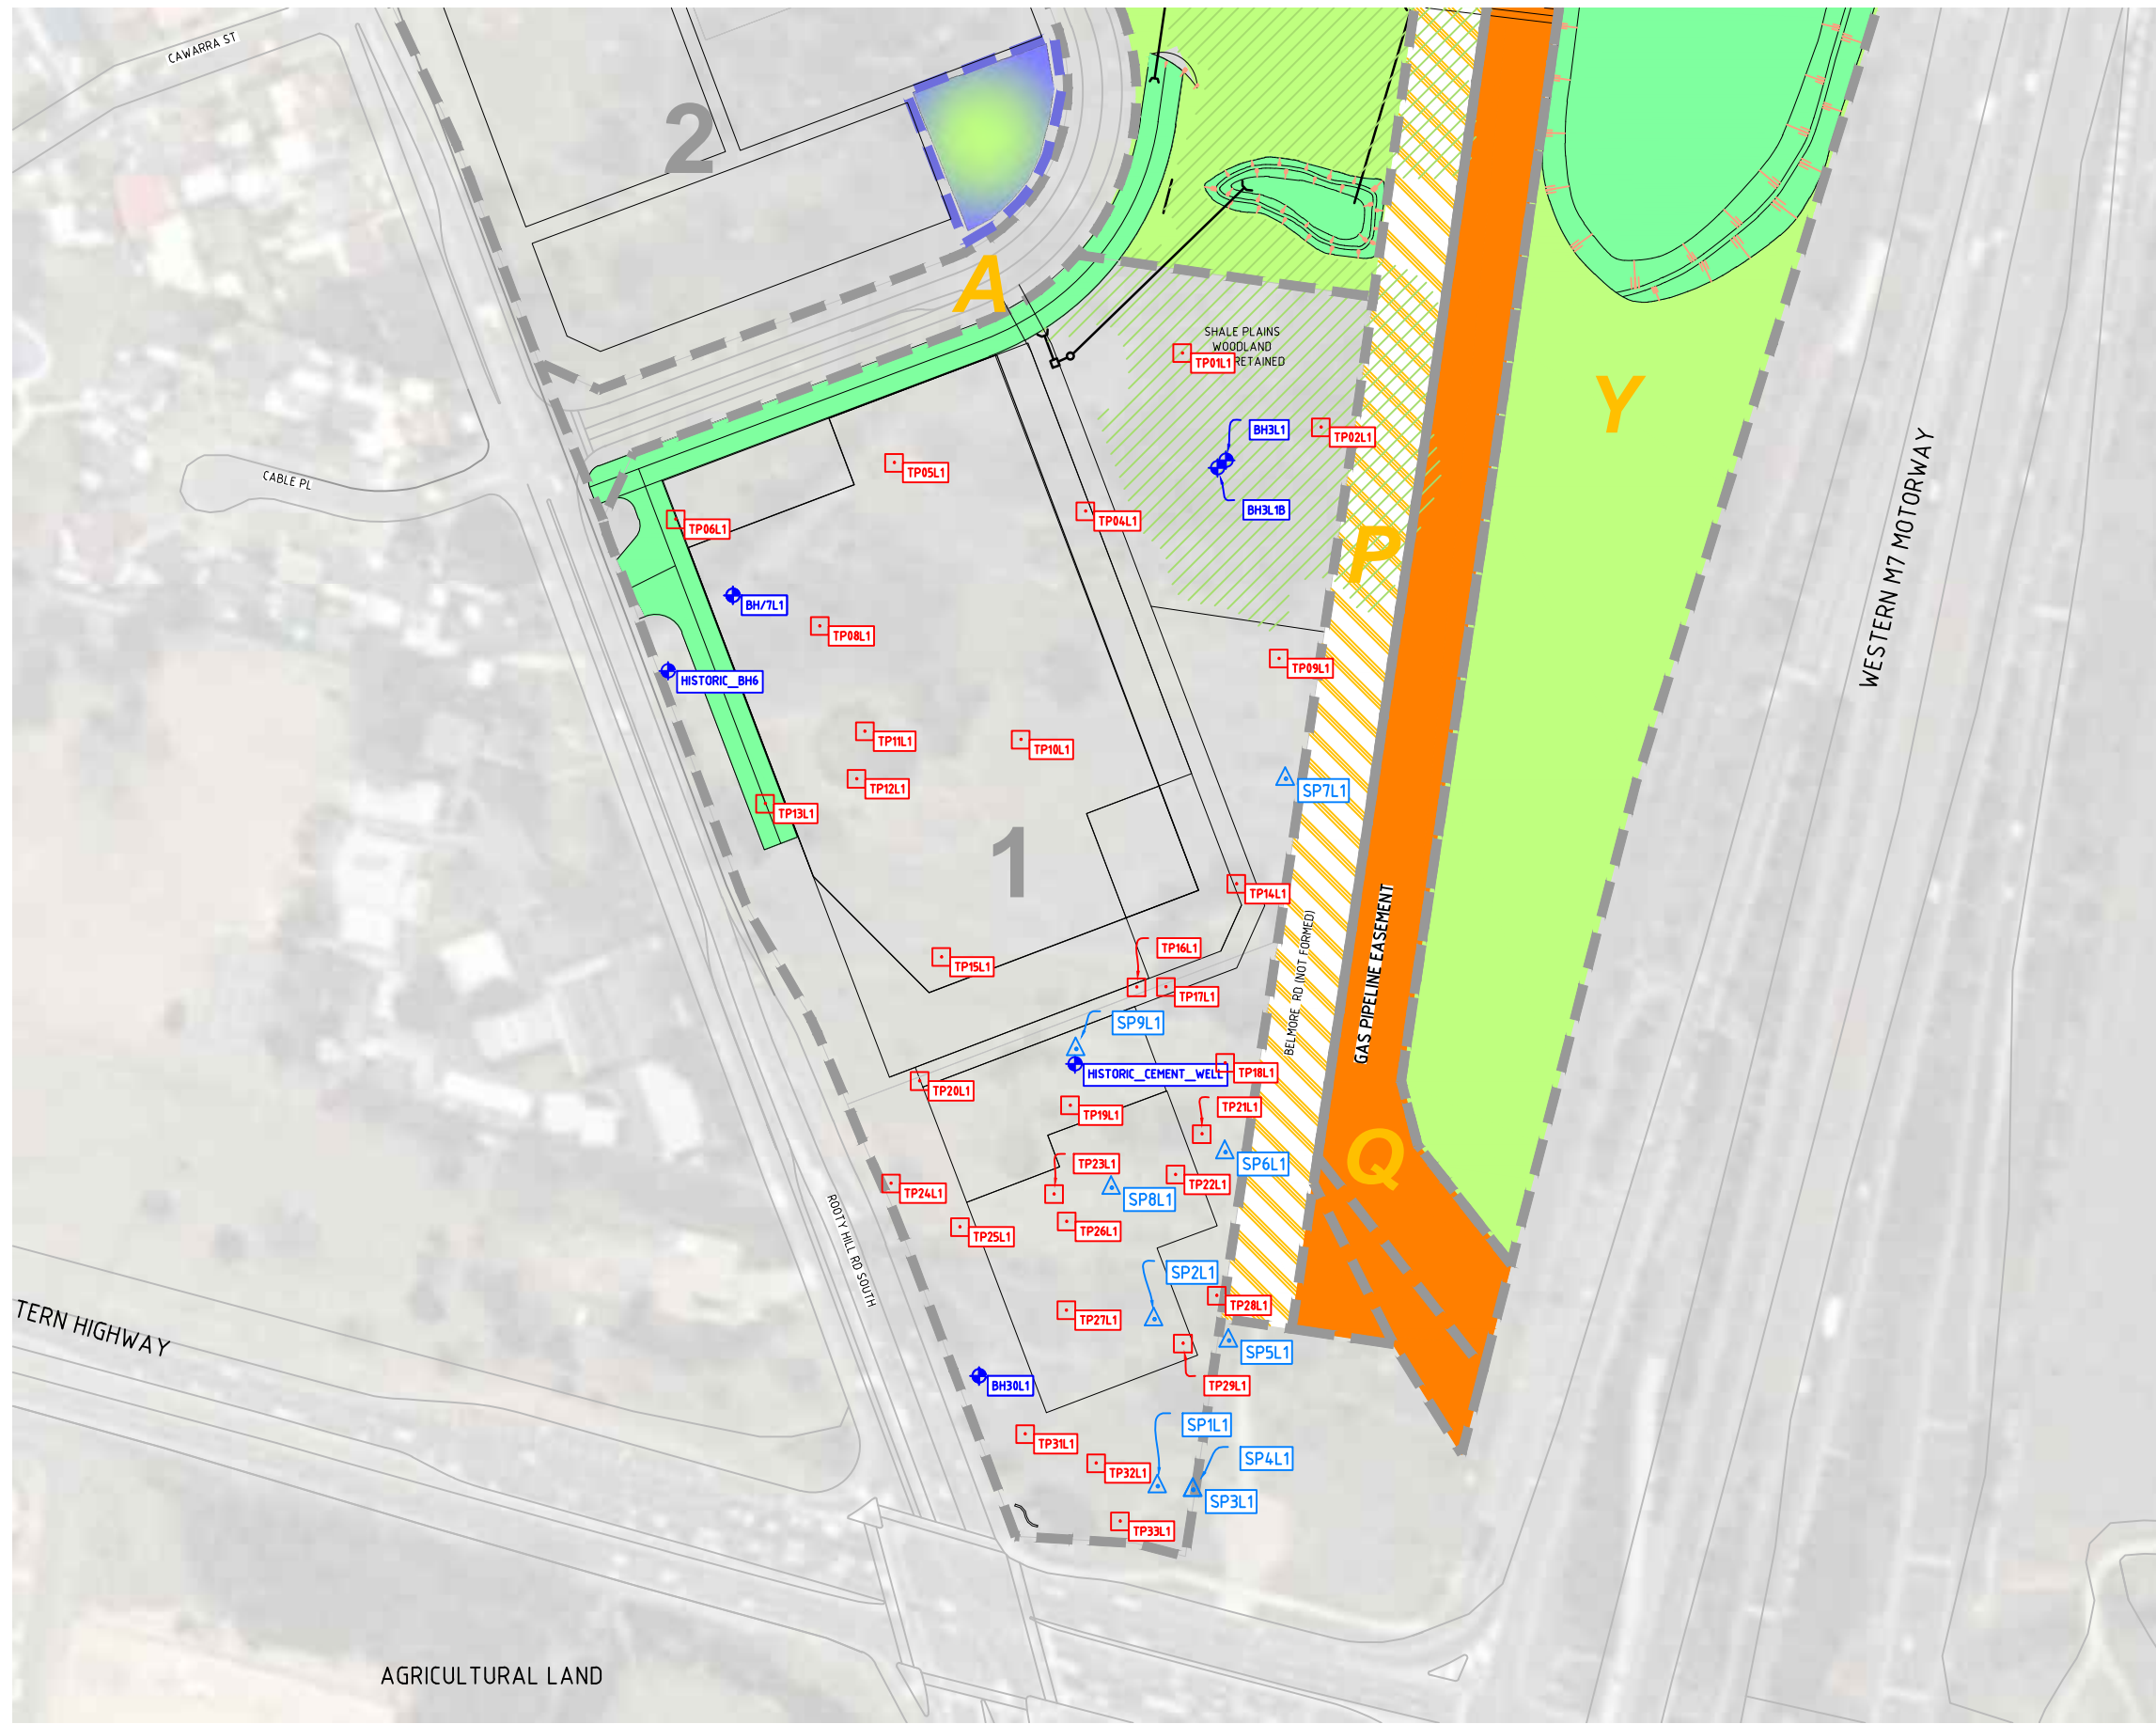 CAWARRA ST
2
A
SHALE PLAINS
WOODLAND
RETAINED
TP01L1
Y
BH3L1
TP02L1
WESTERN M7 MOTORWAY
TP05L1
CABLE PL
BH3L1B
TP04L1
TP06L1
P
BH/7L1
TP08L1
TP09L1
HISTORIC_BH6
TP11L1
TP10L1
TP12L1
SP7L1
TP13L1
1
TP14L1
GAS PIPELINE EASEMENT
BELMORE RD (NOT FORMED)
TP16L1
TP15L1
TP17L1
SP9L1
HISTORIC_CEMENT_WELL
TP18L1
TP20L1
TP19L1
TP21L1
Q
TP23L1
SP6L1
TP22L1
TP24L1
SP8L1
TP25L1
TP26L1
ROOTY HILL RD SOUTH
SP2L1
TP28L1
TP27L1
TERN HIGHWAY
SP5L1
BH30L1
TP29L1
SP1L1
TP31L1
SP4L1
TP32L1
SP3L1
TP33L1
AGRICULTURAL LAND